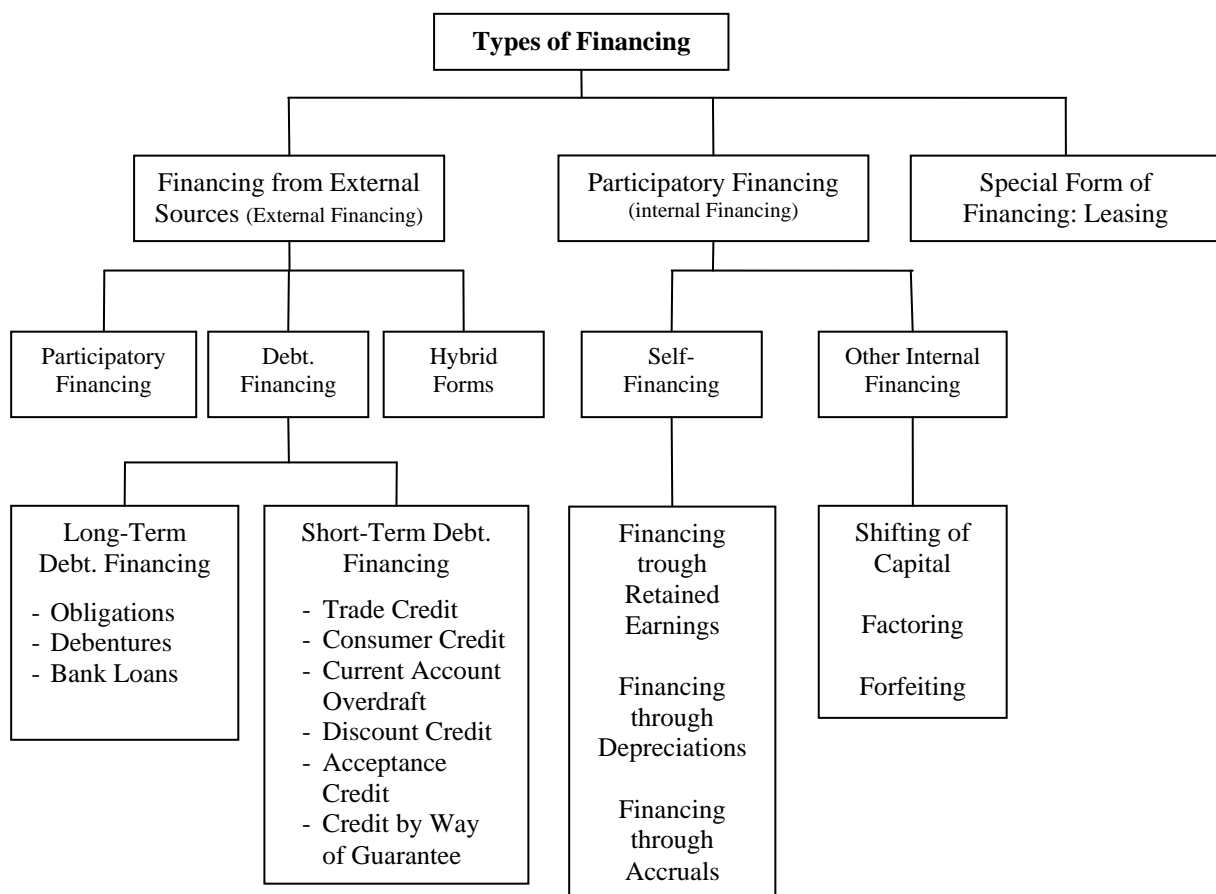 Types of Financing
Financing from External
Sources (External Financing)
Participatory Financing
(internal Financing)
Special Form of
Financing: Leasing
Participatory
Financing
Debt.
Financing
Hybrid
Forms
Self-
Financing
Other Internal
Financing
Long-Term
Debt. Financing
- Obligations
- Debentures
- Bank Loans
Short-Term Debt.
Financing
- Trade Credit
- Consumer Credit
- Current Account
Overdraft
- Discount Credit
- Acceptance
Credit
- Credit by Way
of Guarantee
Financing
trough
Retained
Earnings
Financing
through
Depreciations
Financing
through
Accruals
Shifting of
Capital
Factoring
Forfeiting